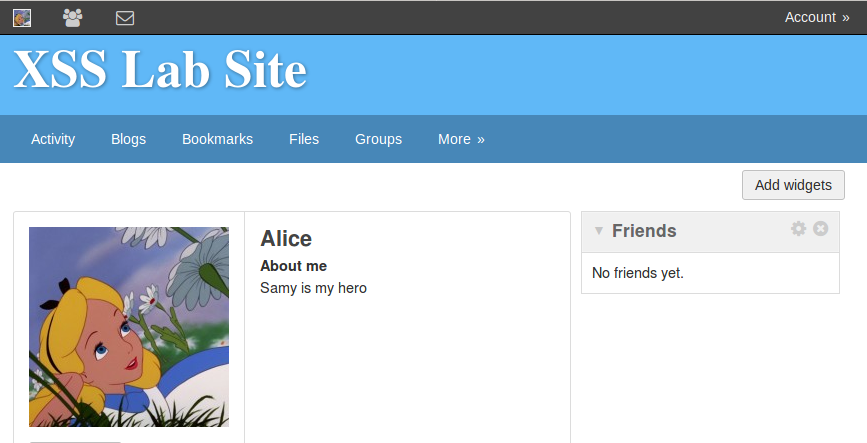 Account »
XSS Lab Site
Activity Blogs Bookmarks Files Groups More »
Add widgets
Alice
About me
Samy is my hero
Friends
No friends yet.